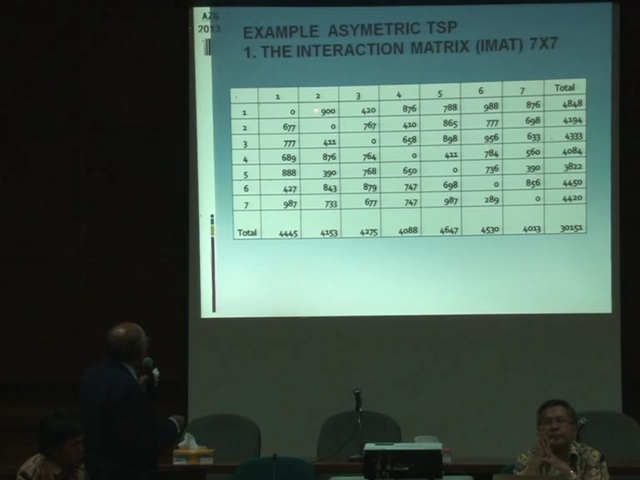 AZG
2013
EXAMPLE ASYMETRIC TSP
1. THE INTERACTION MATRIX (IMAT) 7X7
1 2 3 4 5 6 7 Total
1 0 900 420 876 788 988 876 4848
2 677 0 767 410 865 777 698 4194
3 777 411 0 658 898 956 633 4333
4 689 876 764 0 411 784 560 4084
5 888 390 768 650 0 736 390 3822
6 427 843 879 747 698 0 856 4450
7 987 733 677 747 987 289 0 4420
Total 4445 4153 4275 4088 4647 4530 4013 30151